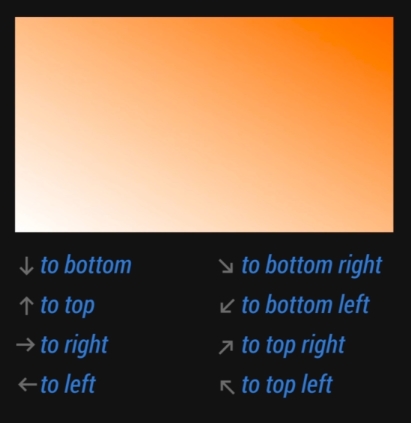 ↓ to bottom
↑ to top
→ to right
← to left
↘ to bottom right
↙ to bottom left
↗ to top right
↖ to top left